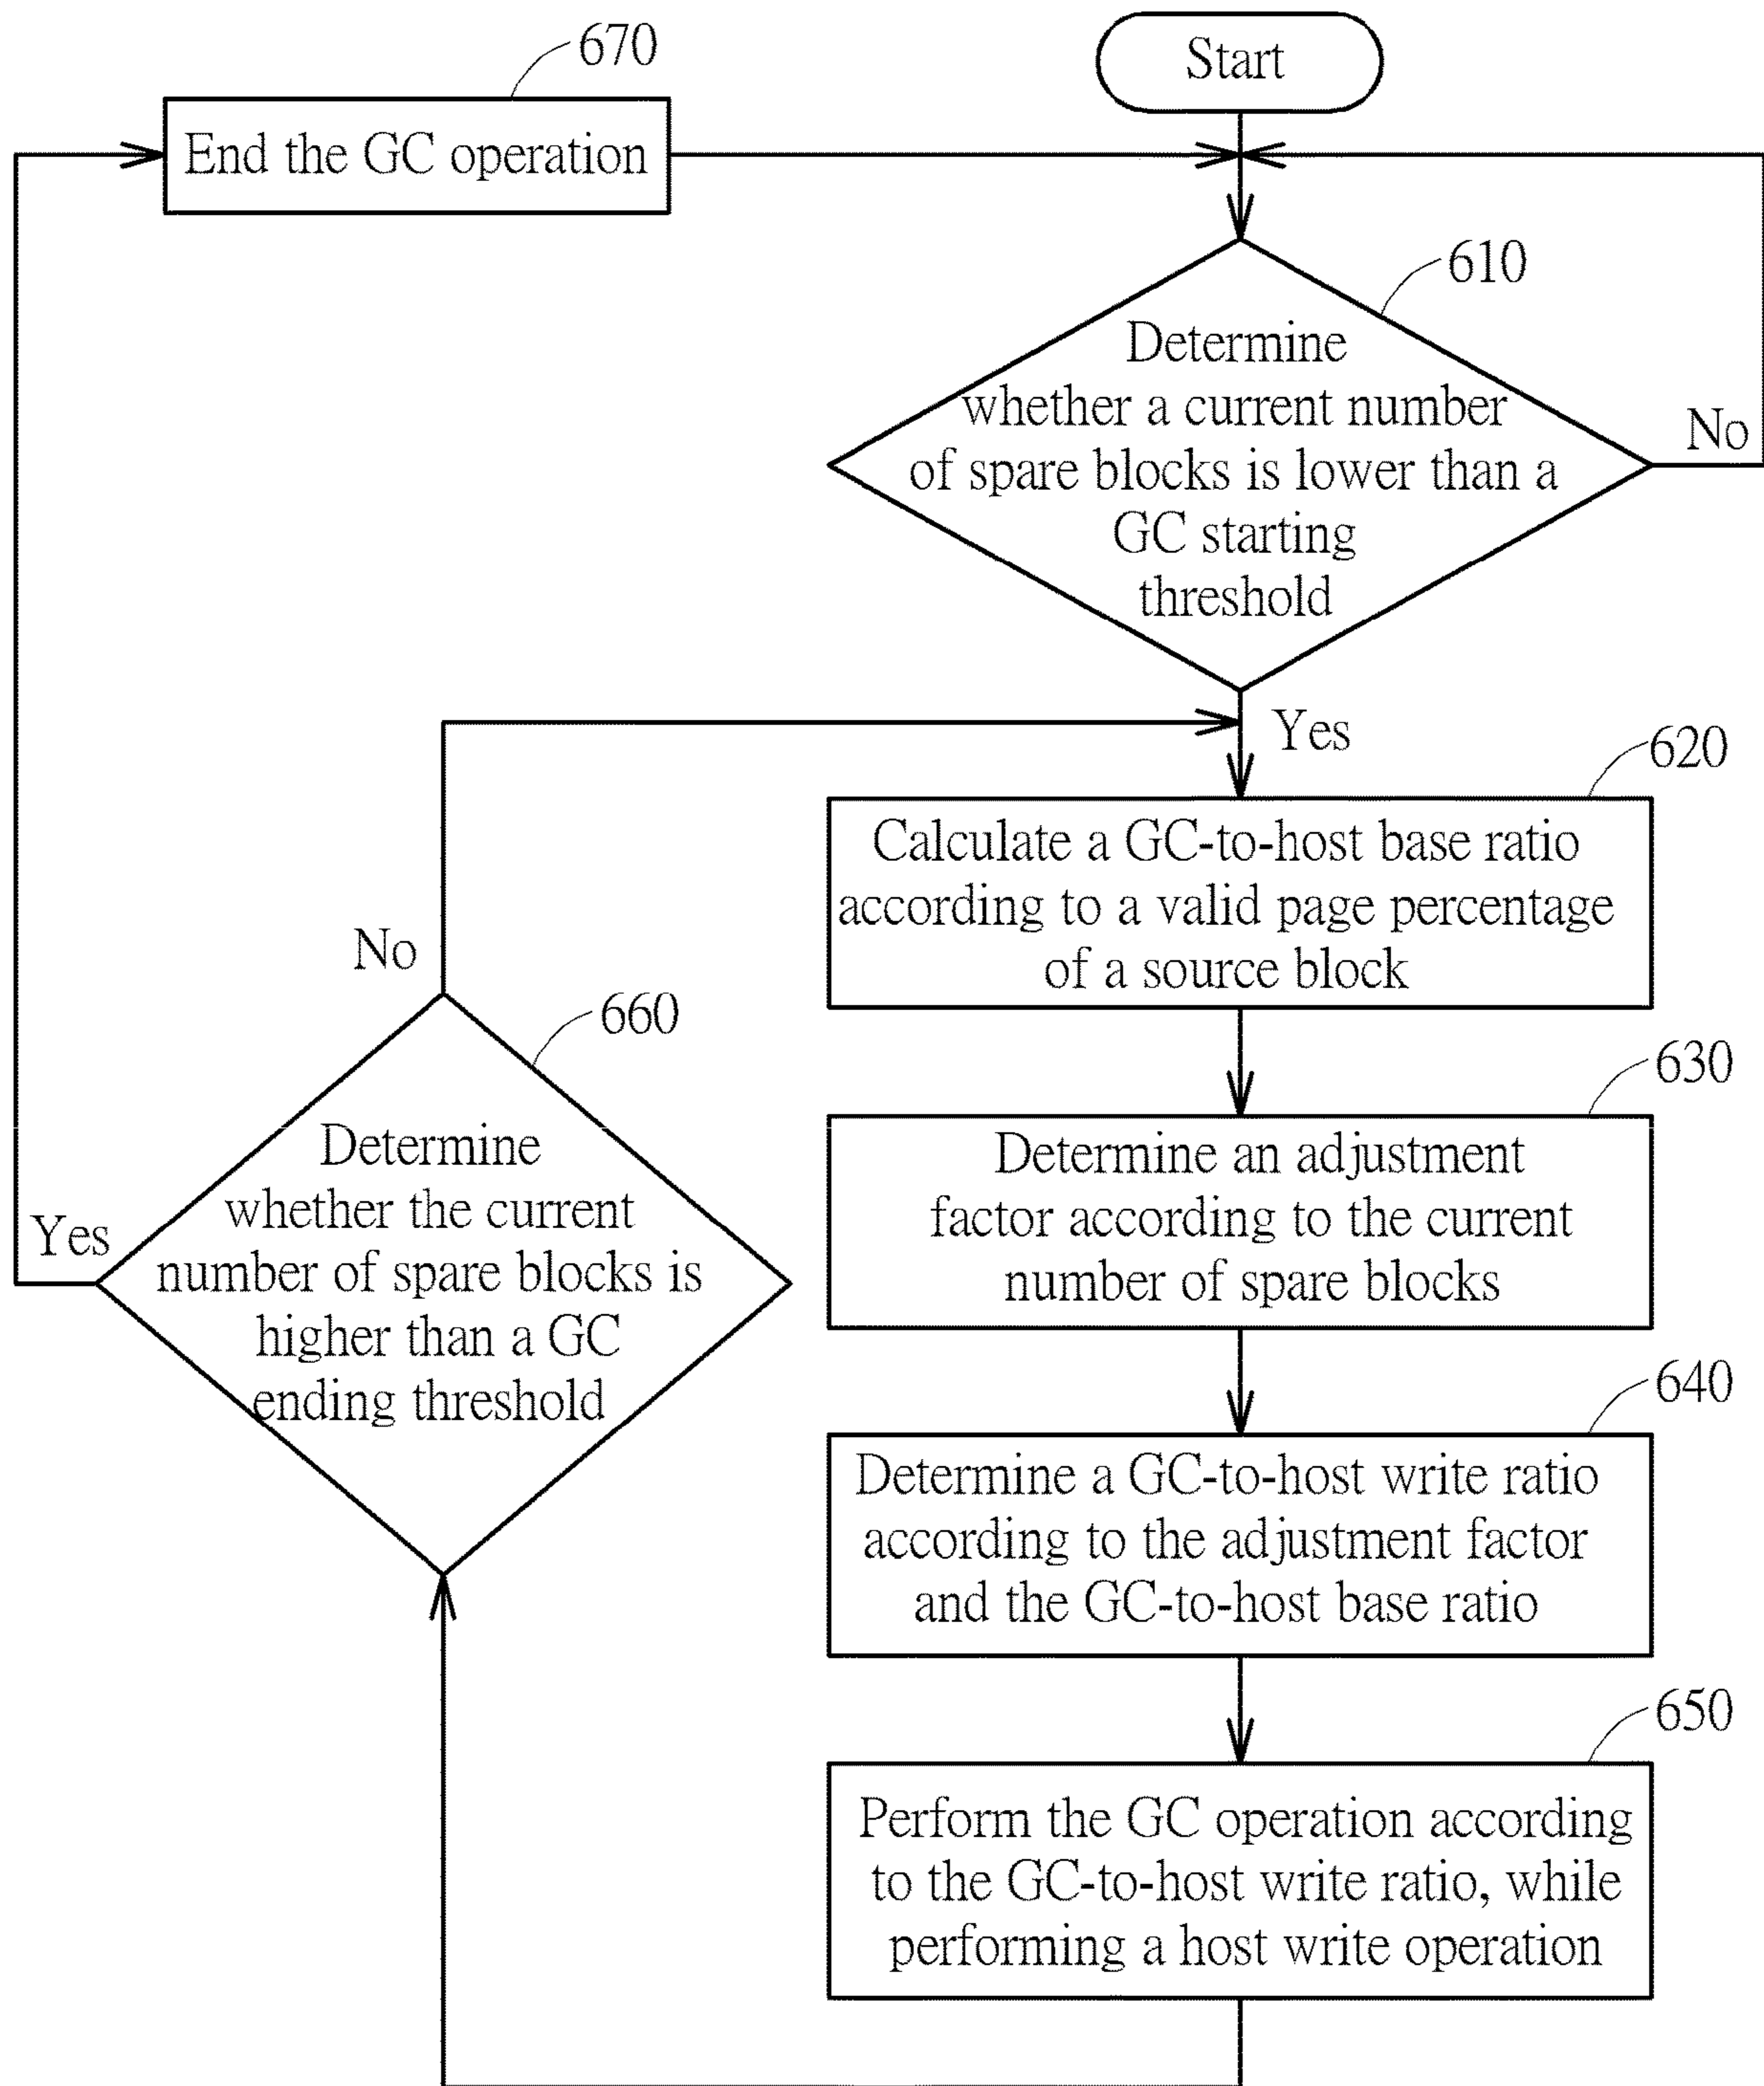 Start
670
End the GC operation
610
Determine
whether a current number
of spare blocks is lower than a
GC starting
threshold
No
Yes
620
Calculate a GC-to-host base ratio
according to a valid page percentage
of a source block
630
Determine an adjustment
factor according to the current
number of spare blocks
640
Determine a GC-to-host write ratio
according to the adjustment factor
and the GC-to-host base ratio
650
Perform the GC operation according
to the GC-to-host write ratio, while
performing a host write operation
660
Determine
whether the current
number of spare blocks is
higher than a GC
ending threshold
No
Yes